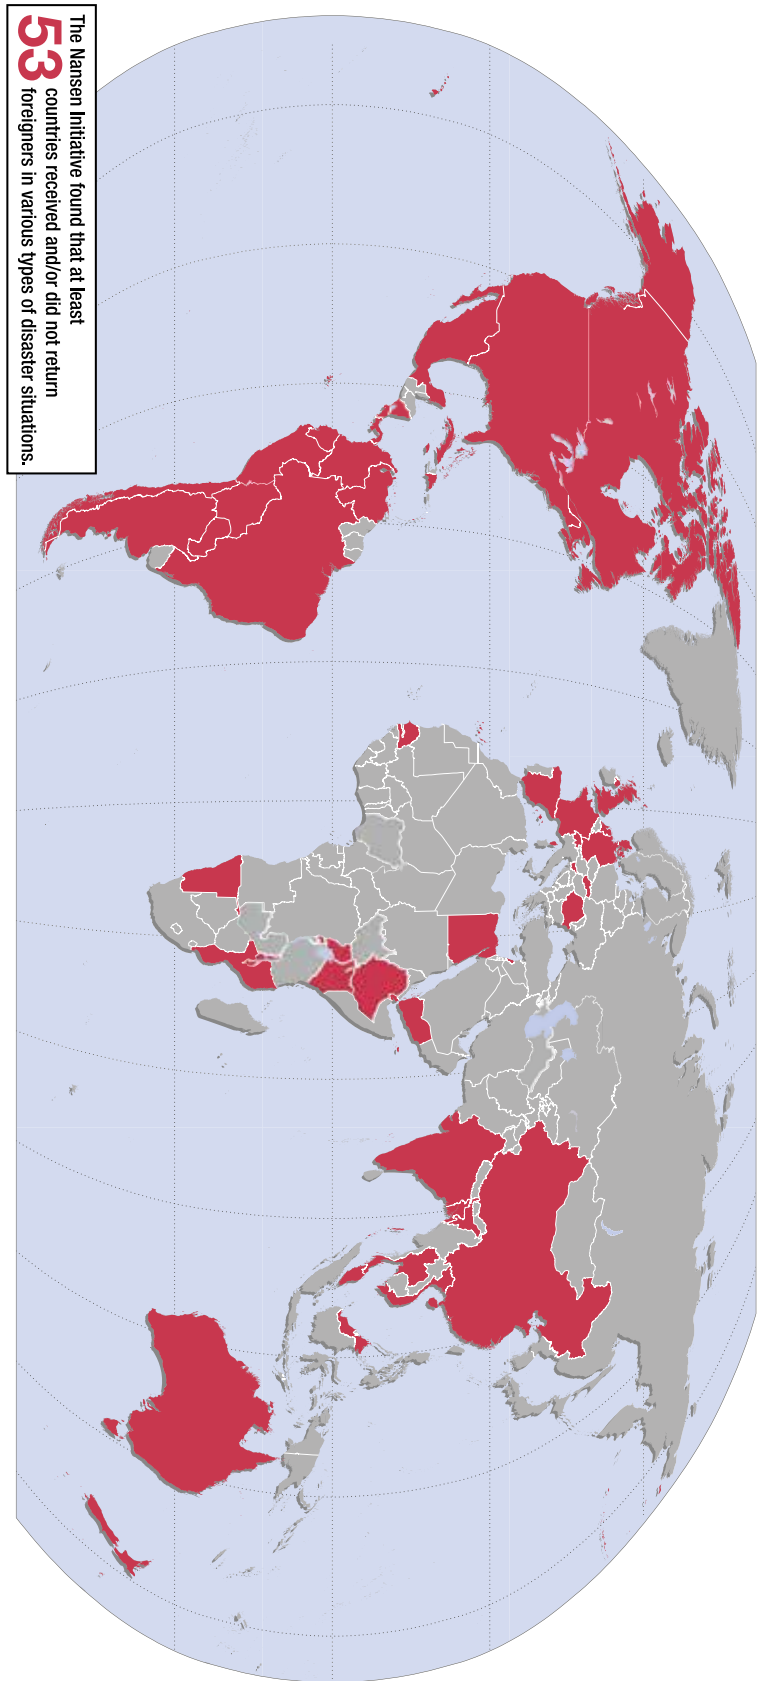 The Nansen Initiative found that at least
53 countries received and/or did not return
foreigners in various types of disaster situations.